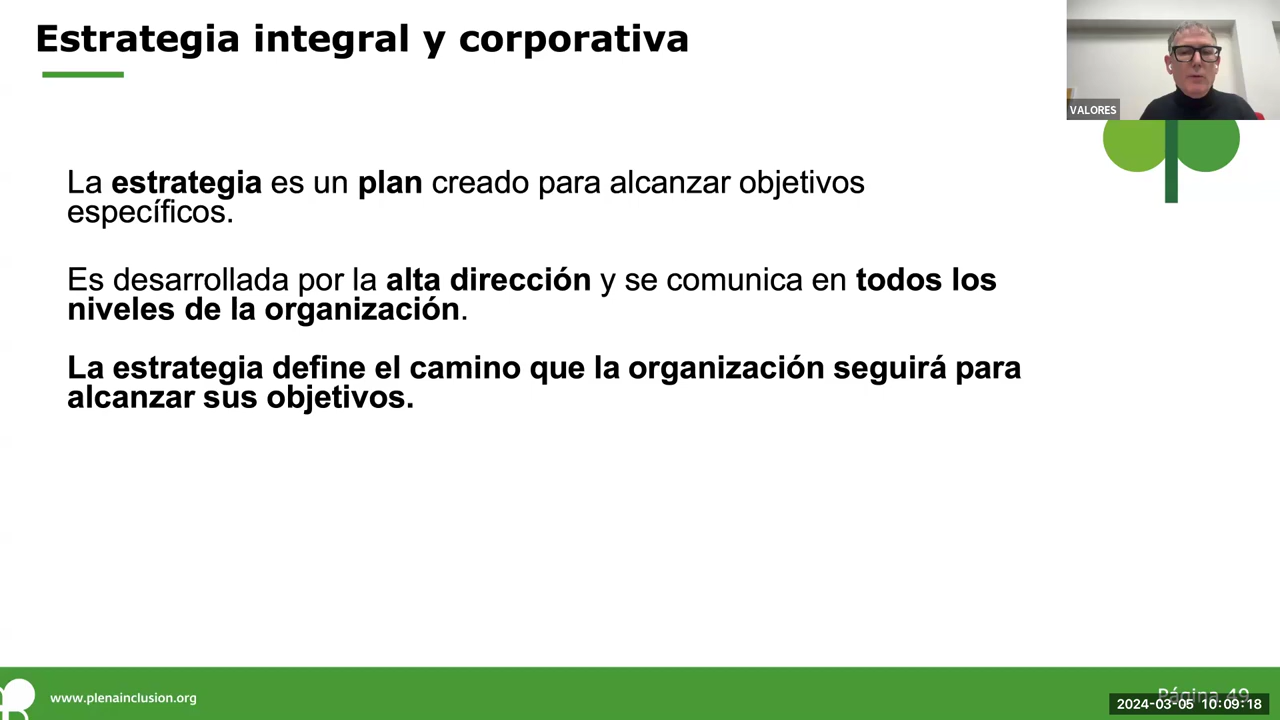 Estrategia integral y corporativa
VALORES
La estrategia es un plan creado para alcanzar objetivos
específicos.
Es desarrollada por la alta dirección y se comunica en todos los
niveles de la organización.
La estrategia define el camino que la organización seguirá para
alcanzar sus objetivos.
www.plenainclusion.org
Página 49
2024-03-05 10:09:18